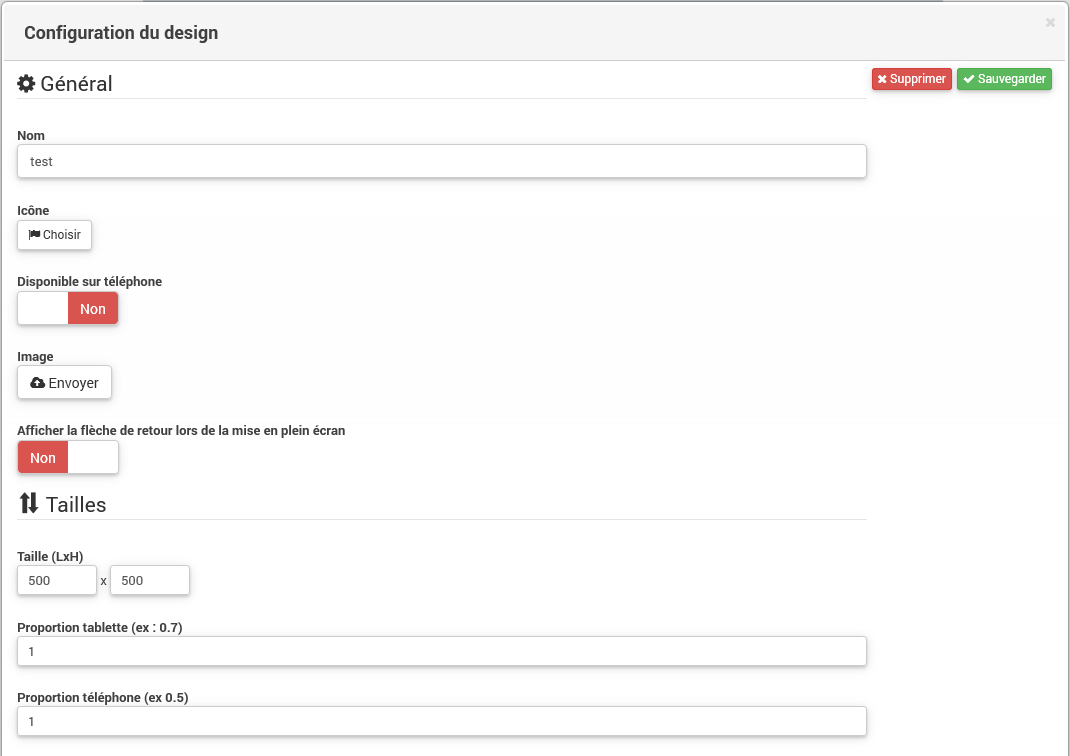 Configuration du design
×
Général
Supprimer
Sauvegarder
Nom
test
Icône
Choisir
Disponible sur téléphone
Non
Image
Envoyer
Afficher la flèche de retour lors de la mise en plein écran
Non
Tailles
Taille (LxH)
500 x 500
Proportion tablette (ex : 0.7)
1
Proportion téléphone (ex 0.5)
1